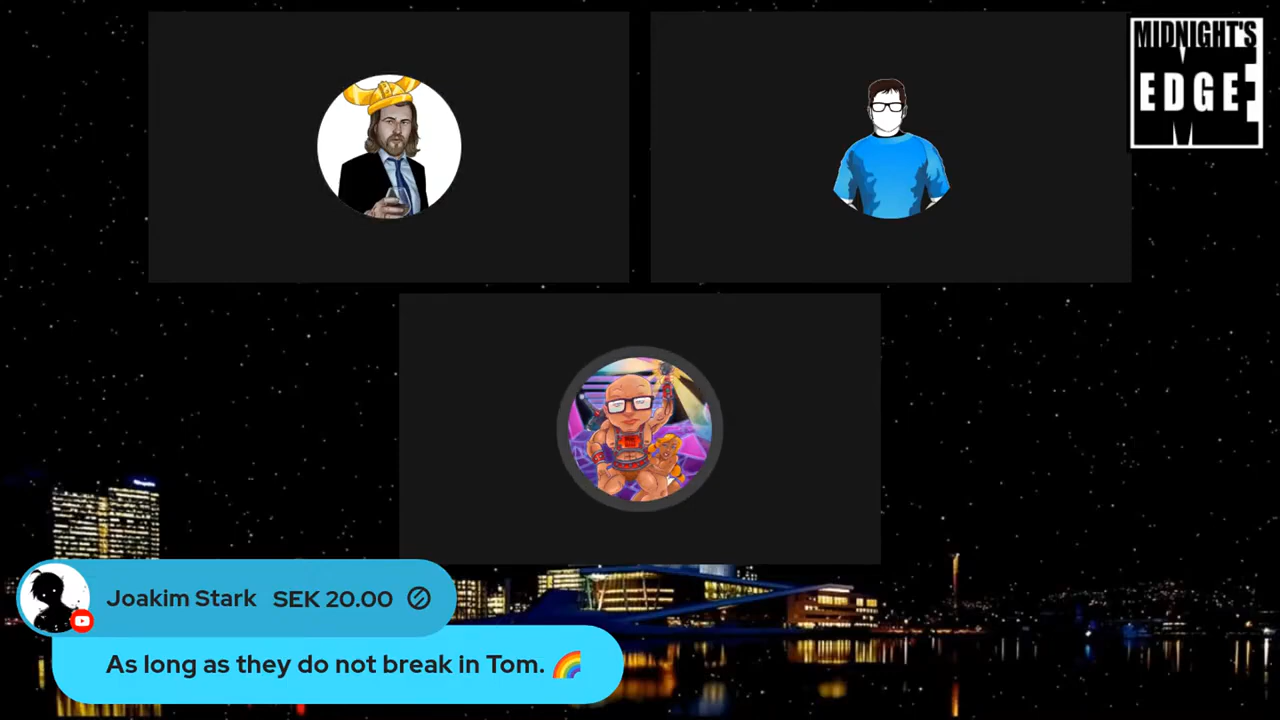 MIDNIGHT'S
EDGE
Joakim Stark SEK 20.00
As long as they do not break in Tom. 🌈